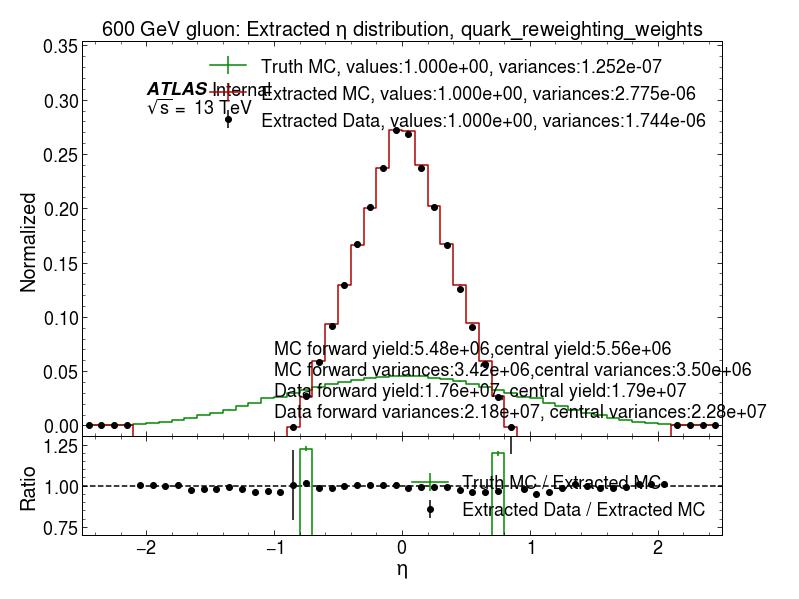 600 GeV gluon: Extracted η distribution, quark_reweighting_weights
0.35
0.30
0.25
0.20
0.15
0.10
0.05
0.00
Normalized
Truth MC, values:1.000e+00, variances:1.252e-07
ATLAS Internal
Extracted MC, values:1.000e+00, variances:2.775e-06
√s = 13 TeV
Extracted Data, values:1.000e+00, variances:1.744e-06
MC forward yield:5.48e+06,central yield:5.56e+06
MC forward variances:3.42e+06,central variances:3.50e+06
Data forward yield:1.76e+07, central yield:1.79e+07
Data forward variances:2.18e+07, central variances:2.28e+07
1.25
1.00
0.75
Ratio
Truth MC / Extracted MC
Extracted Data / Extracted MC
−2 −1 0 1 2
η